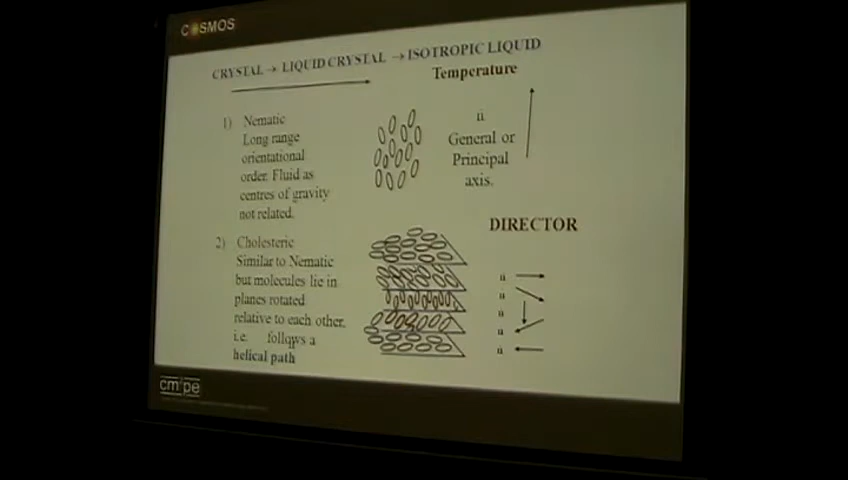 COSMOS
CRYSTAL → LIQUID CRYSTAL → ISOTROPIC LIQUID
Temperature
1) Nematic
Long range
orientational
order. Fluid as
centres of gravity
not related.
ü
General or
Principal
axis.
DIRECTOR
2) Cholesteric
Similar to Nematic
but molecules lie in
planes rotated
relative to each other.
i.e. follows a
helical path
ü
ü
ü
ü
ü
cmpe